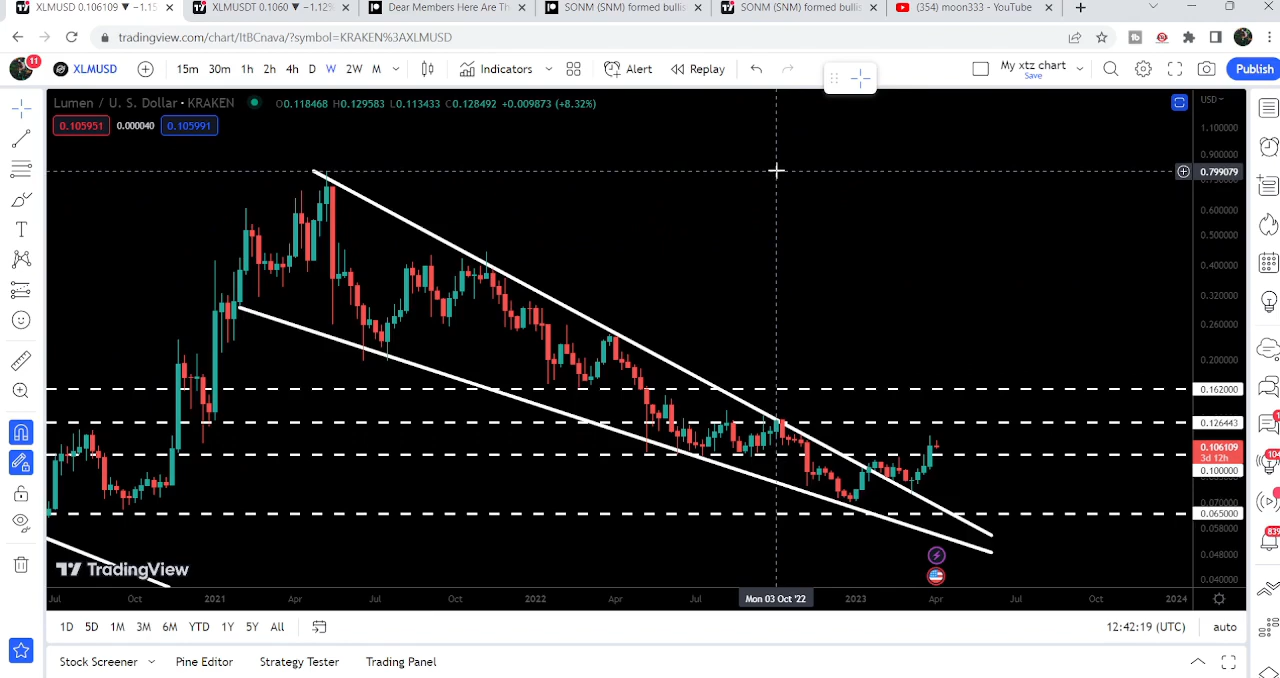 XLMUSD 0.106109 ▼ −1.15
XLMUSDT 0.1060 ▼ −1.12%
Dear Members Here Are Th
SONM (SNM) formed bullis
SONM (SNM) formed bullis
(354) moon333 - YouTube
tradingview.com/chart/ItBCnava/?symbol=KRAKEN%3AXLMUSD
11
XLMUSD
15m 30m 1h 2h 4h D W 2W M
Indicators
Alert
Replay
My xtz chart
Save
Publish
Lumen / U. S. Dollar · KRAKEN
O0.118468 H0.129583 L0.113433 C0.128492 +0.009873 (+8.32%)
0.105951 0.000040 0.105991
USD
1.100000
0.900000
0.799079
0.600000
0.500000
0.400000
0.320000
0.260000
0.200000
0.162000
0.126443
0.106109
3d 12h
0.100000
0.070000
0.065000
0.058000
0.048000
0.040000
104
839
TradingView
Jul Oct 2021 Apr Jul Oct 2022 Apr Jul Mon 03 Oct '22 2023 Apr Jul Oct 2024
1D 5D 1M 3M 6M YTD 1Y 5Y All
12:42:19 (UTC)
auto
Stock Screener
Pine Editor
Strategy Tester
Trading Panel